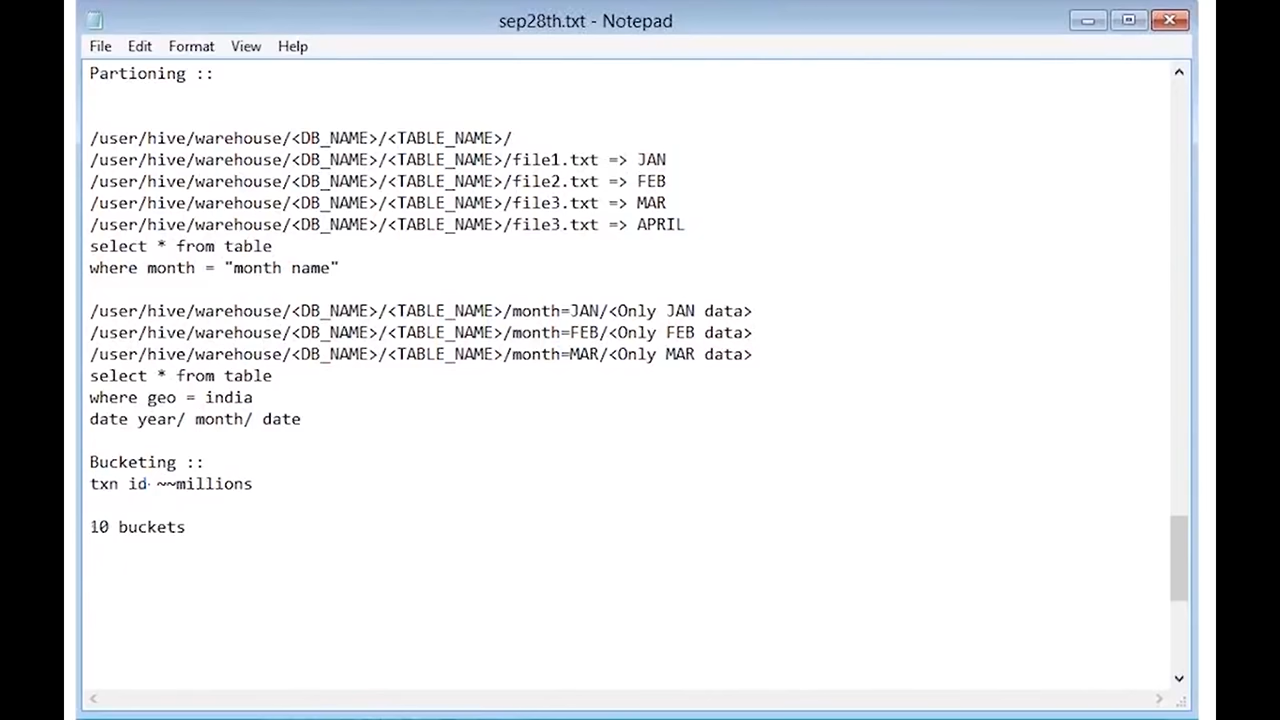 sep28th.txt - Notepad
File Edit Format View Help
Partioning ::
/user/hive/warehouse/<DB_NAME>/<TABLE_NAME>/
/user/hive/warehouse/<DB_NAME>/<TABLE_NAME>/file1.txt => JAN
/user/hive/warehouse/<DB_NAME>/<TABLE_NAME>/file2.txt => FEB
/user/hive/warehouse/<DB_NAME>/<TABLE_NAME>/file3.txt => MAR
/user/hive/warehouse/<DB_NAME>/<TABLE_NAME>/file3.txt => APRIL
select * from table
where month = "month name"
/user/hive/warehouse/<DB_NAME>/<TABLE_NAME>/month=JAN/<Only JAN data>
/user/hive/warehouse/<DB_NAME>/<TABLE_NAME>/month=FEB/<Only FEB data>
/user/hive/warehouse/<DB_NAME>/<TABLE_NAME>/month=MAR/<Only MAR data>
select * from table
where geo = india
date year/ month/ date
Bucketing ::
txn id ~~millions
10 buckets